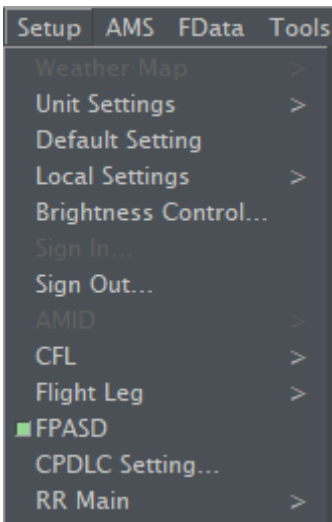 Setup AMS FData Tools
Weather Map >
Unit Settings >
Default Setting
Local Settings >
Brightness Control...
Sign In...
Sign Out...
AMID >
CFL >
Flight Leg >
FPASD
CPDLC Setting...
RR Main >